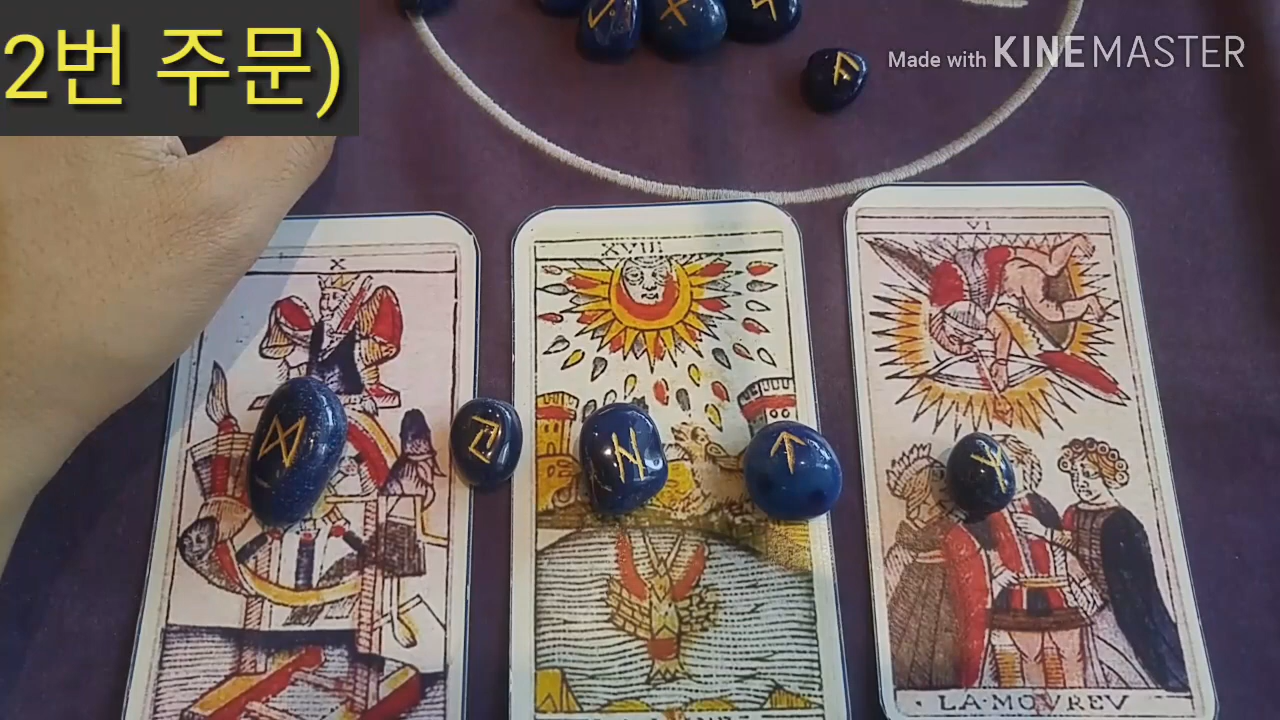 2번 주문)
Made with KINEMASTER
X
XVIII
VI
LA·MOVREV